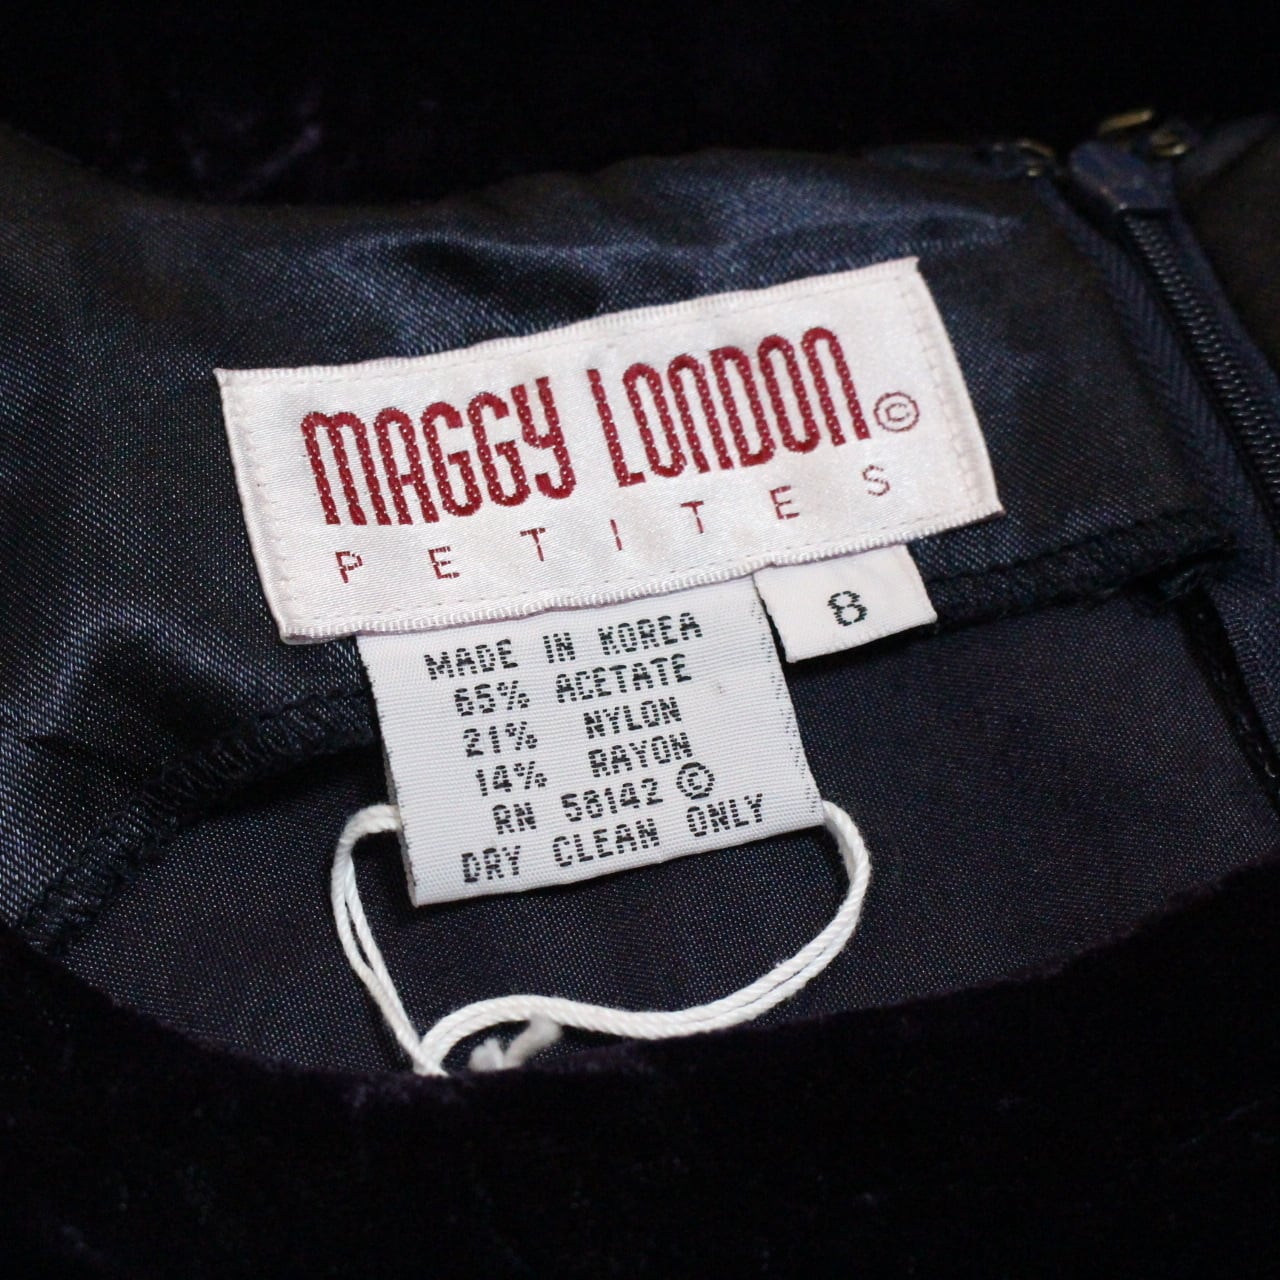 MAGGY LONDON ©
PETITES
8
MADE IN KOREA
65% ACETATE
21% NYLON
14% RAYON
RN 58142 ©
DRY CLEAN ONLY